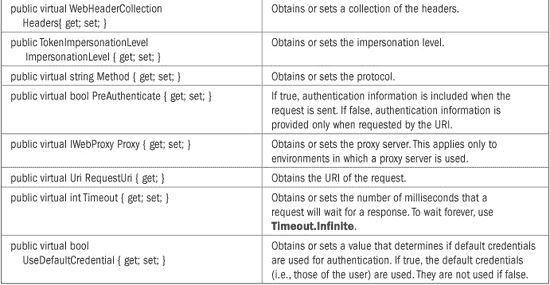 public virtual WebHeaderCollection
Headers{ get; set; }
Obtains or sets a collection of the headers.
public TokenImpersonationLevel
ImpersonationLevel { get; set; }
Obtains or sets the impersonation level.
public virtual string Method { get; set; }
Obtains or sets the protocol.
public virtual bool PreAuthenticate { get; set; }
If true, authentication information is included when the
request is sent. If false, authentication information is
provided only when requested by the URI.
public virtual IWebProxy Proxy { get; set; }
Obtains or sets the proxy server. This applies only to
environments in which a proxy server is used.
public virtual Uri RequestUri { get; }
Obtains the URI of the request.
public virtual int Timeout { get; set; }
Obtains or sets the number of milliseconds that a
request will wait for a response. To wait forever, use
Timeout.Infinite.
public virtual bool
UseDefaultCredential { get; set; }
Obtains or sets a value that determines if default credentials
are used for authentication. If true, the default credentials
(i.e., those of the user) are used. They are not used if false.